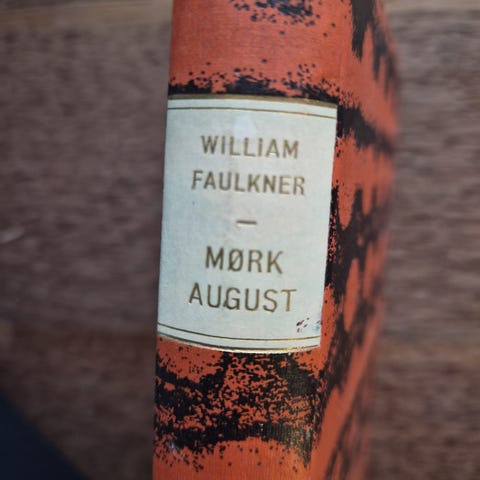 WILLIAM
FAULKNER
—
MØRK
AUGUST